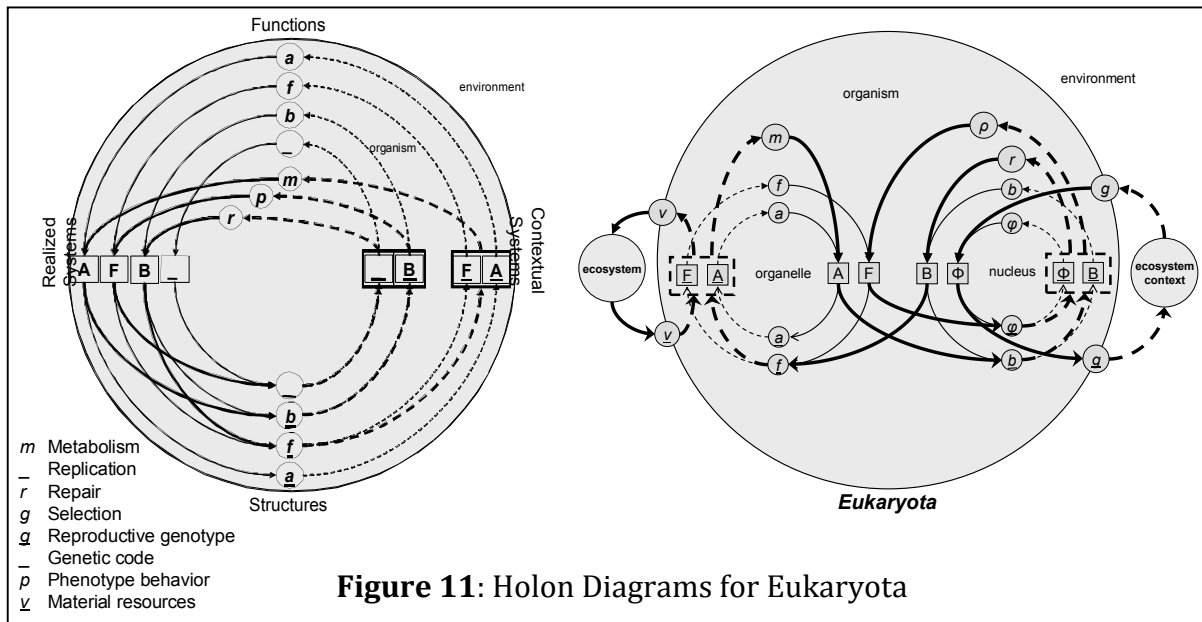 Functions
a
f
b
_
m
p
r
environment
organism
Realized
Systems
Contextual
Systems
A F B _
_ B F A
_
b
f
a
Structures
m Metabolism
_ Replication
r Repair
g Selection
g Reproductive genotype
_ Genetic code
p Phenotype behavior
v Material resources
environment
organism
m
ρ
f
r
a
b
φ
g
v
ecosystem
F A
organelle
A F
B Φ
nucleus
Φ B
ecosystem
context
v
a
f
φ
b
g
Eukaryota
Figure 11: Holon Diagrams for Eukaryota